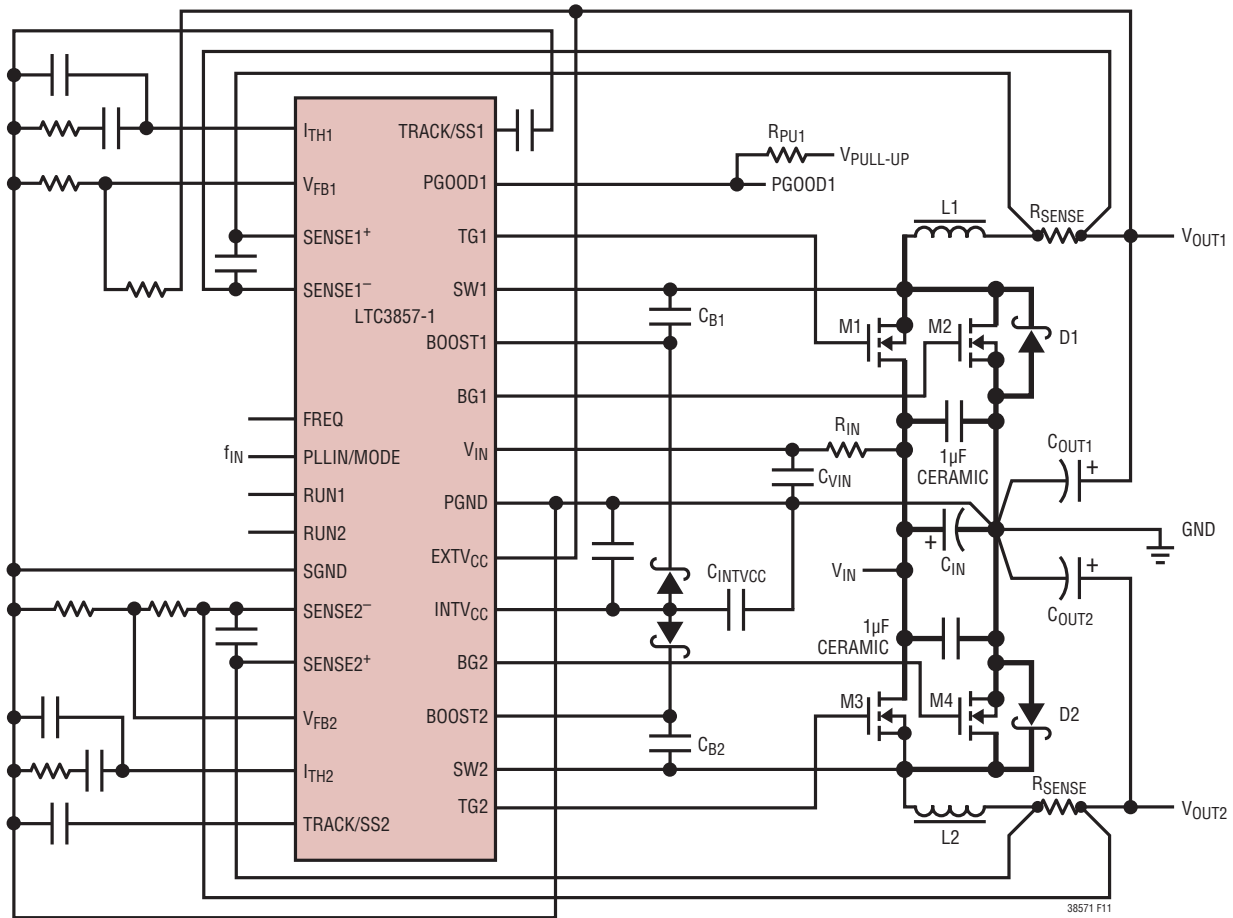 ITH1
VFB1
SENSE1+
SENSE1−
LTC3857-1
FREQ
fIN
PLLIN/MODE
RUN1
RUN2
SGND
SENSE2−
SENSE2+
VFB2
ITH2
TRACK/SS2
TRACK/SS1
PGOOD1
TG1
SW1
BOOST1
BG1
VIN
PGND
EXTVCC
INTVCC
BG2
BOOST2
SW2
TG2
RPU1
VPULL-UP
PGOOD1
L1
RSENSE
VOUT1
CB1
M1
M2
D1
RIN
CVIN
1µF
CERAMIC
COUT1
+
GND
VIN
+
CIN
CINTVCC
+
COUT2
1µF
CERAMIC
M3
M4
D2
CB2
RSENSE
L2
VOUT2
38571 F11